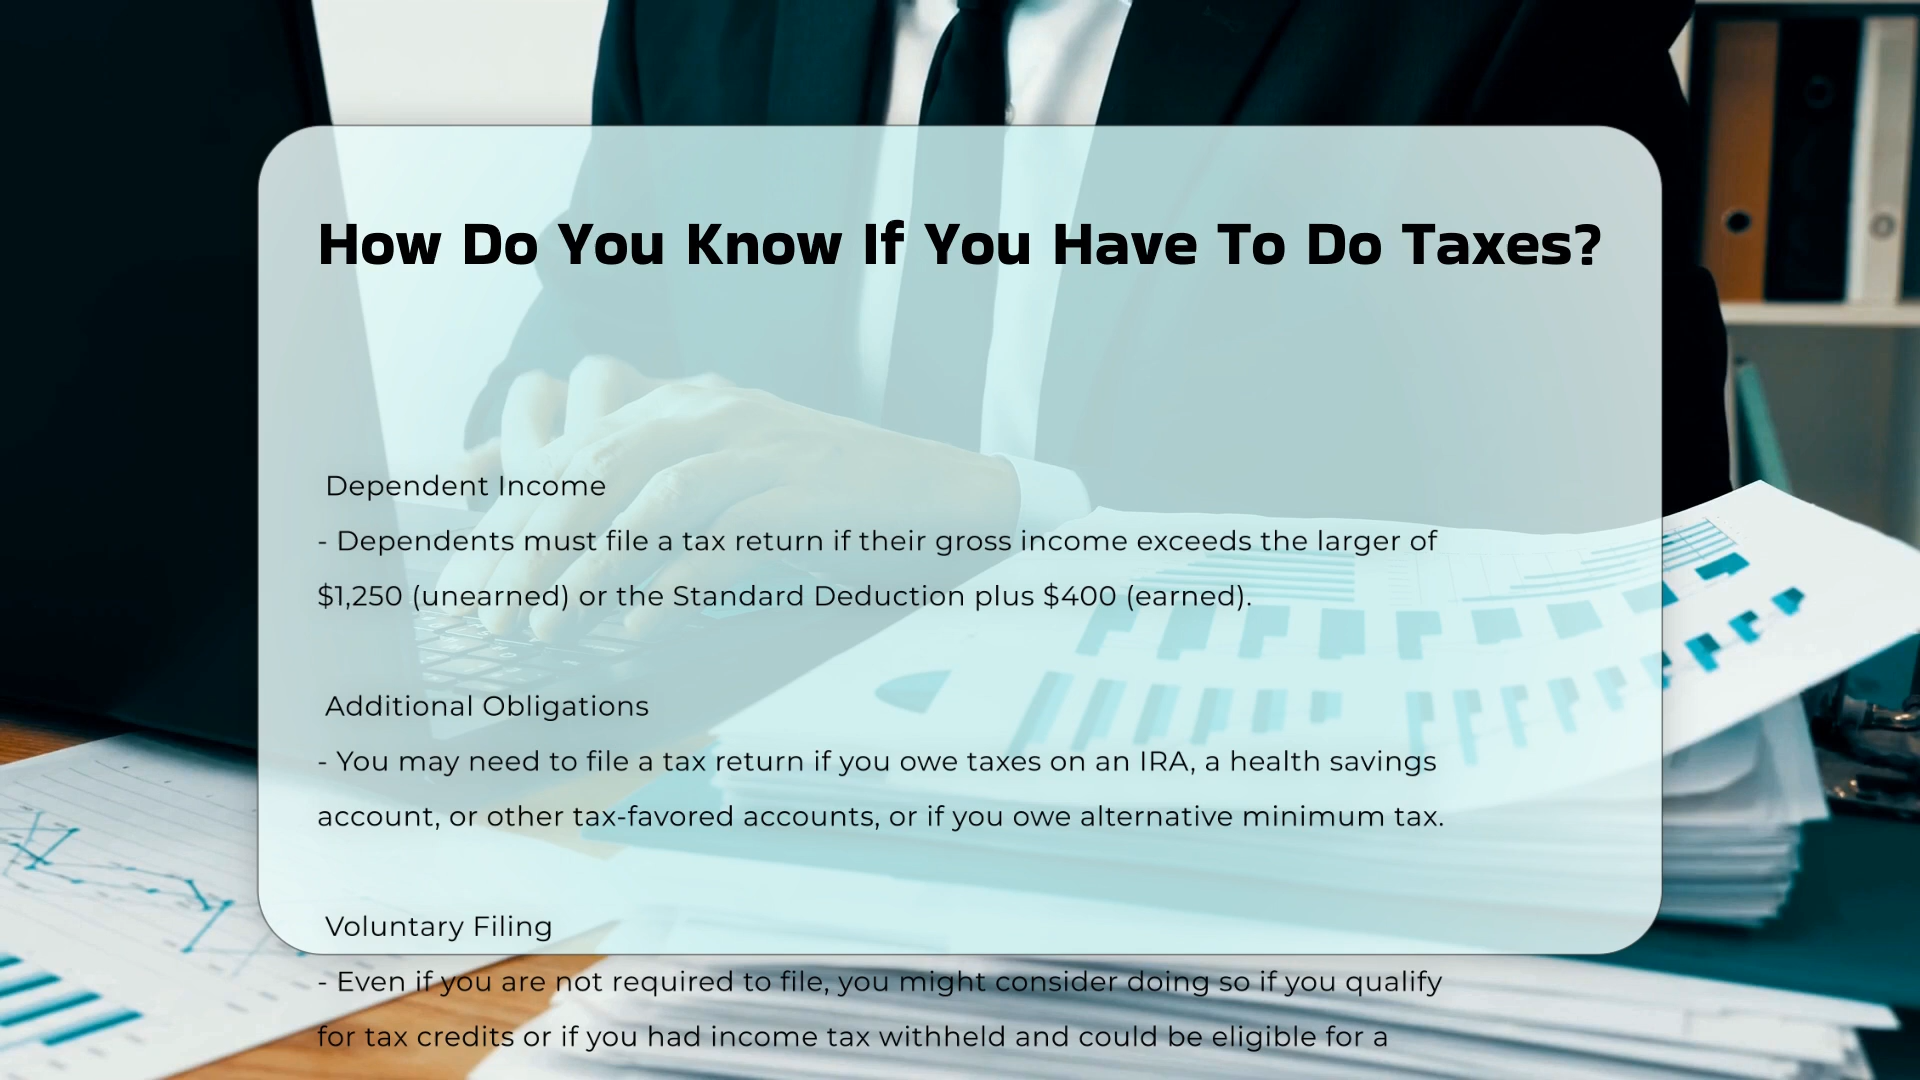 How Do You Know If You Have To Do Taxes?
Dependent Income
- Dependents must file a tax return if their gross income exceeds the larger of
$1,250 (unearned) or the Standard Deduction plus $400 (earned).
Additional Obligations
- You may need to file a tax return if you owe taxes on an IRA, a health savings
account, or other tax-favored accounts, or if you owe alternative minimum tax.
Voluntary Filing
- Even if you are not required to file, you might consider doing so if you qualify
for tax credits or if you had income tax withheld and could be eligible for a